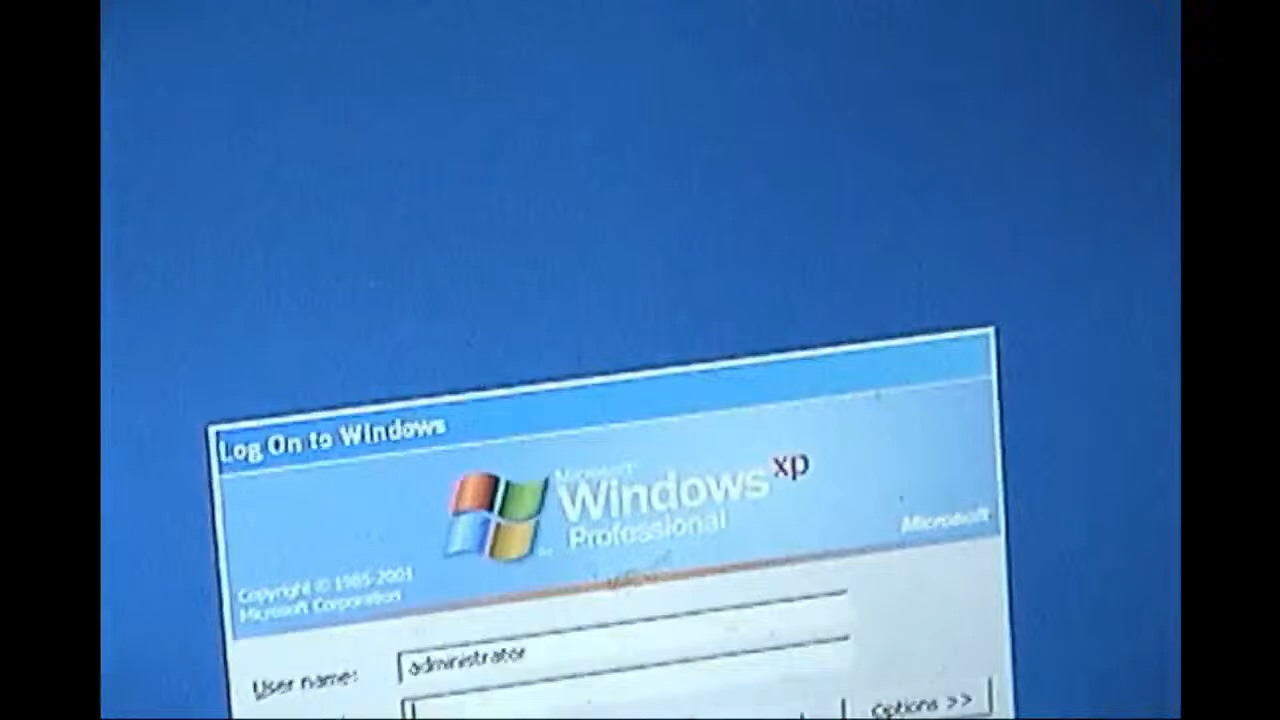 Log On to Windows
Microsoft
Windows xp
Professional
Microsoft
Copyright © 1985-2001
Microsoft Corporation
User name:
administrator
Options >>